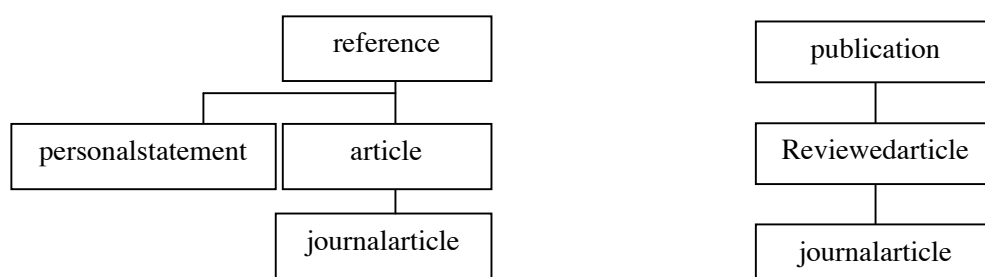 reference
personalstatement
article
journalarticle
publication
Reviewedarticle
journalarticle